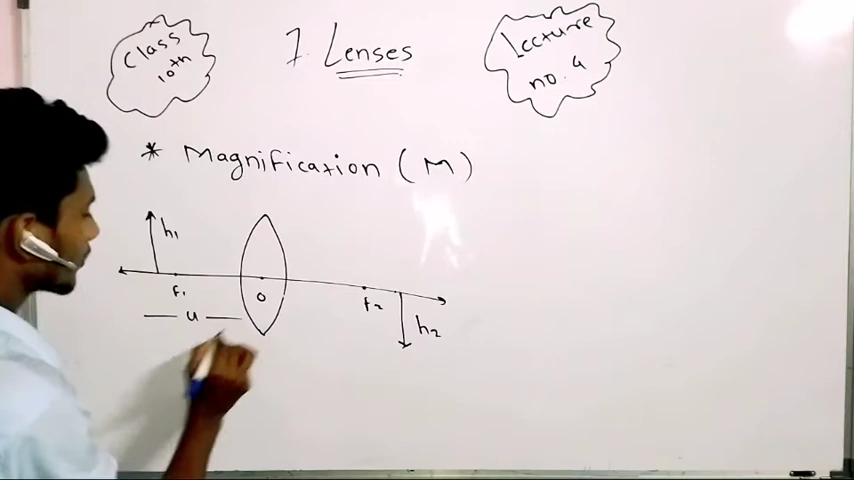 Class
10th
7. Lenses
Lecture
no. 4
* Magnification (M)
h₁
F₁
O
F₂
u
h₂